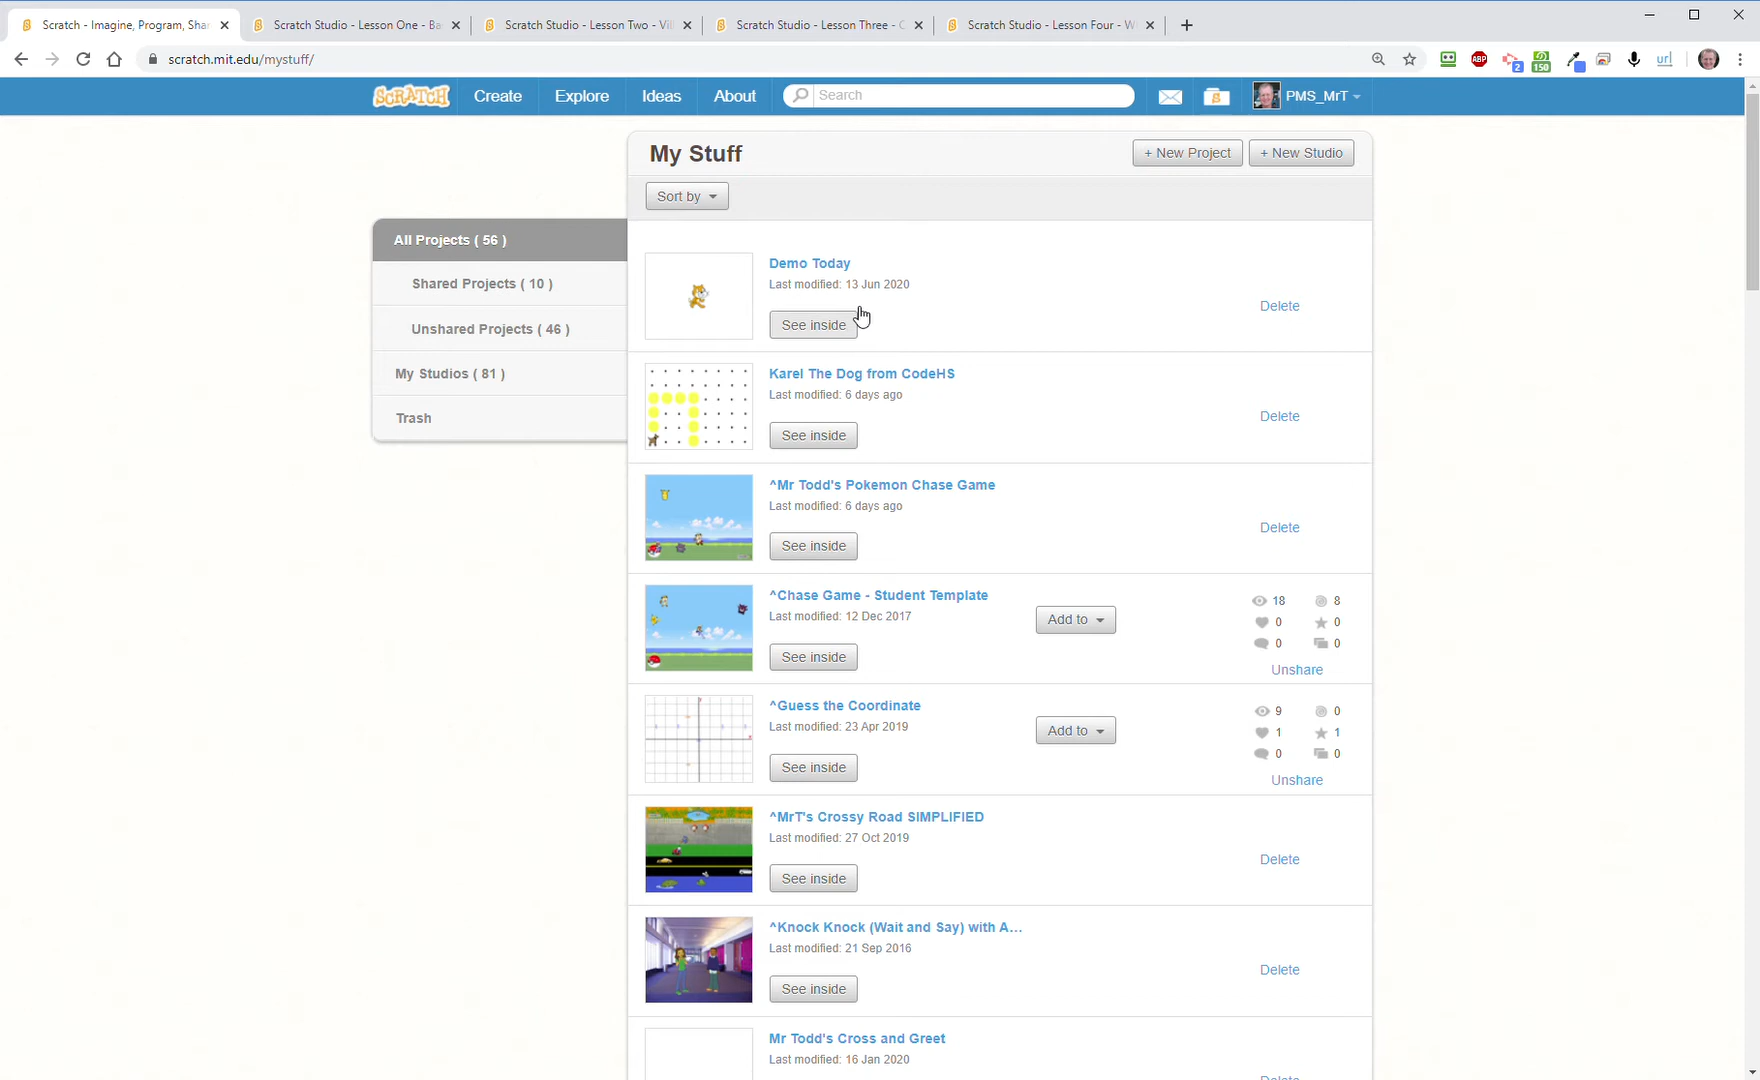 Scratch - Imagine, Program, Shar
Scratch Studio - Lesson One - Ba
Scratch Studio - Lesson Two - Vil
Scratch Studio - Lesson Three - C
Scratch Studio - Lesson Four - W
scratch.mit.edu/mystuff/
ABP
2
150
url
SCRATCH
Create
Explore
Ideas
About
Search
PMS_MrT
My Stuff
+ New Project
+ New Studio
Sort by
All Projects ( 56 )
Shared Projects ( 10 )
Unshared Projects ( 46 )
My Studios ( 81 )
Trash
Demo Today
Last modified: 13 Jun 2020
See inside
Delete
Karel The Dog from CodeHS
Last modified: 6 days ago
See inside
Delete
^Mr Todd's Pokemon Chase Game
Last modified: 6 days ago
See inside
Delete
^Chase Game - Student Template
Last modified: 12 Dec 2017
See inside
Add to
18 8
0 0
0 0
Unshare
^Guess the Coordinate
Last modified: 23 Apr 2019
See inside
Add to
9 0
1 1
0 0
Unshare
^MrT's Crossy Road SIMPLIFIED
Last modified: 27 Oct 2019
See inside
Delete
^Knock Knock (Wait and Say) with A...
Last modified: 21 Sep 2016
See inside
Delete
Mr Todd's Cross and Greet
Last modified: 16 Jan 2020